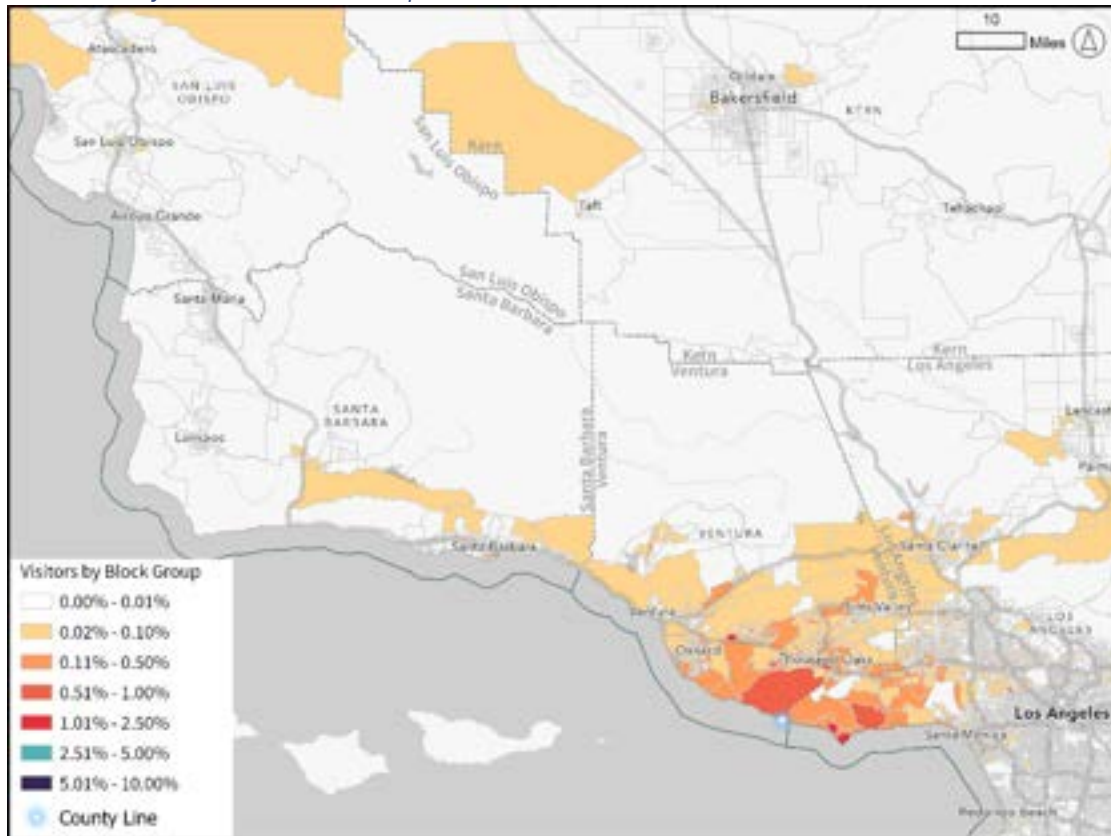 10
Miles
Atascadero
SAN LUIS
OBISPO
San Luis Obispo
Arroyo Grande
Santa Maria
Lompoc
SANTA
BARBARA
Oildale
Bakersfield
KERN
Kern
San Luis Obispo
Taft
Tehachapi
San Luis Obispo
Santa Barbara
Kern
Ventura
Kern
Los Angeles
Santa Barbara
Ventura
Santa Barbara
VENTURA
Ventura
Oxnard
Simi Valley
Thousand Oaks
Los Angeles
Ventura
Santa Clarita
LOS
ANGELES
Los Angeles
Santa Monica
Redondo Beach
Visitors by Block Group
0.00% - 0.01%
0.02% - 0.10%
0.11% - 0.50%
0.51% - 1.00%
1.01% - 2.50%
2.51% - 5.00%
5.01% - 10.00%
County Line